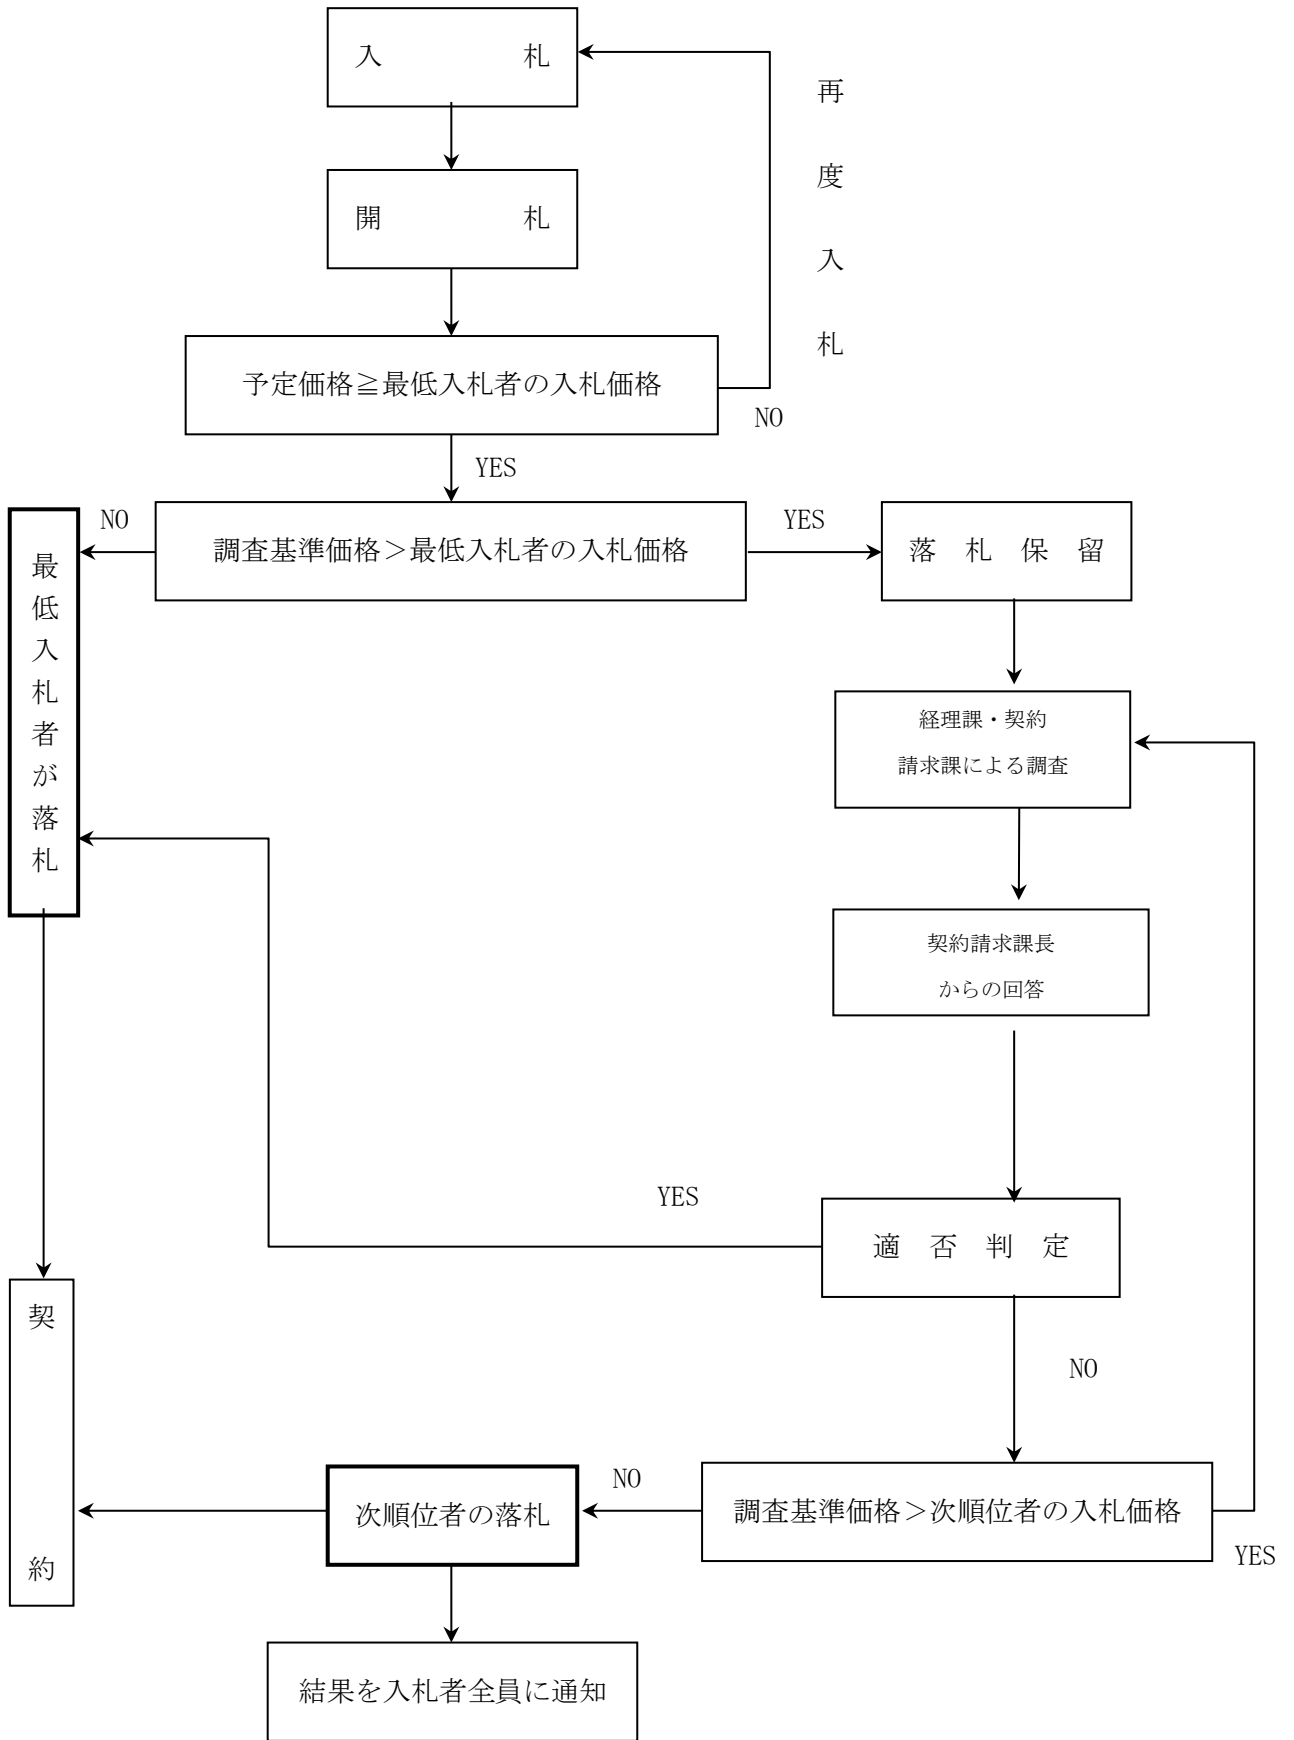 入　　　　　札
再度入札
開　　　　　札
予定価格≧最低入札者の入札価格
NO
YES
NO
調査基準価格＞最低入札者の入札価格
YES
落　札　保　留
最低入札者が落札
経理課・契約
請求課による調査
契約請求課長
からの回答
YES
適　否　判　定
NO
契　　　　　約
NO
次順位者の落札
調査基準価格＞次順位者の入札価格
YES
結果を入札者全員に通知